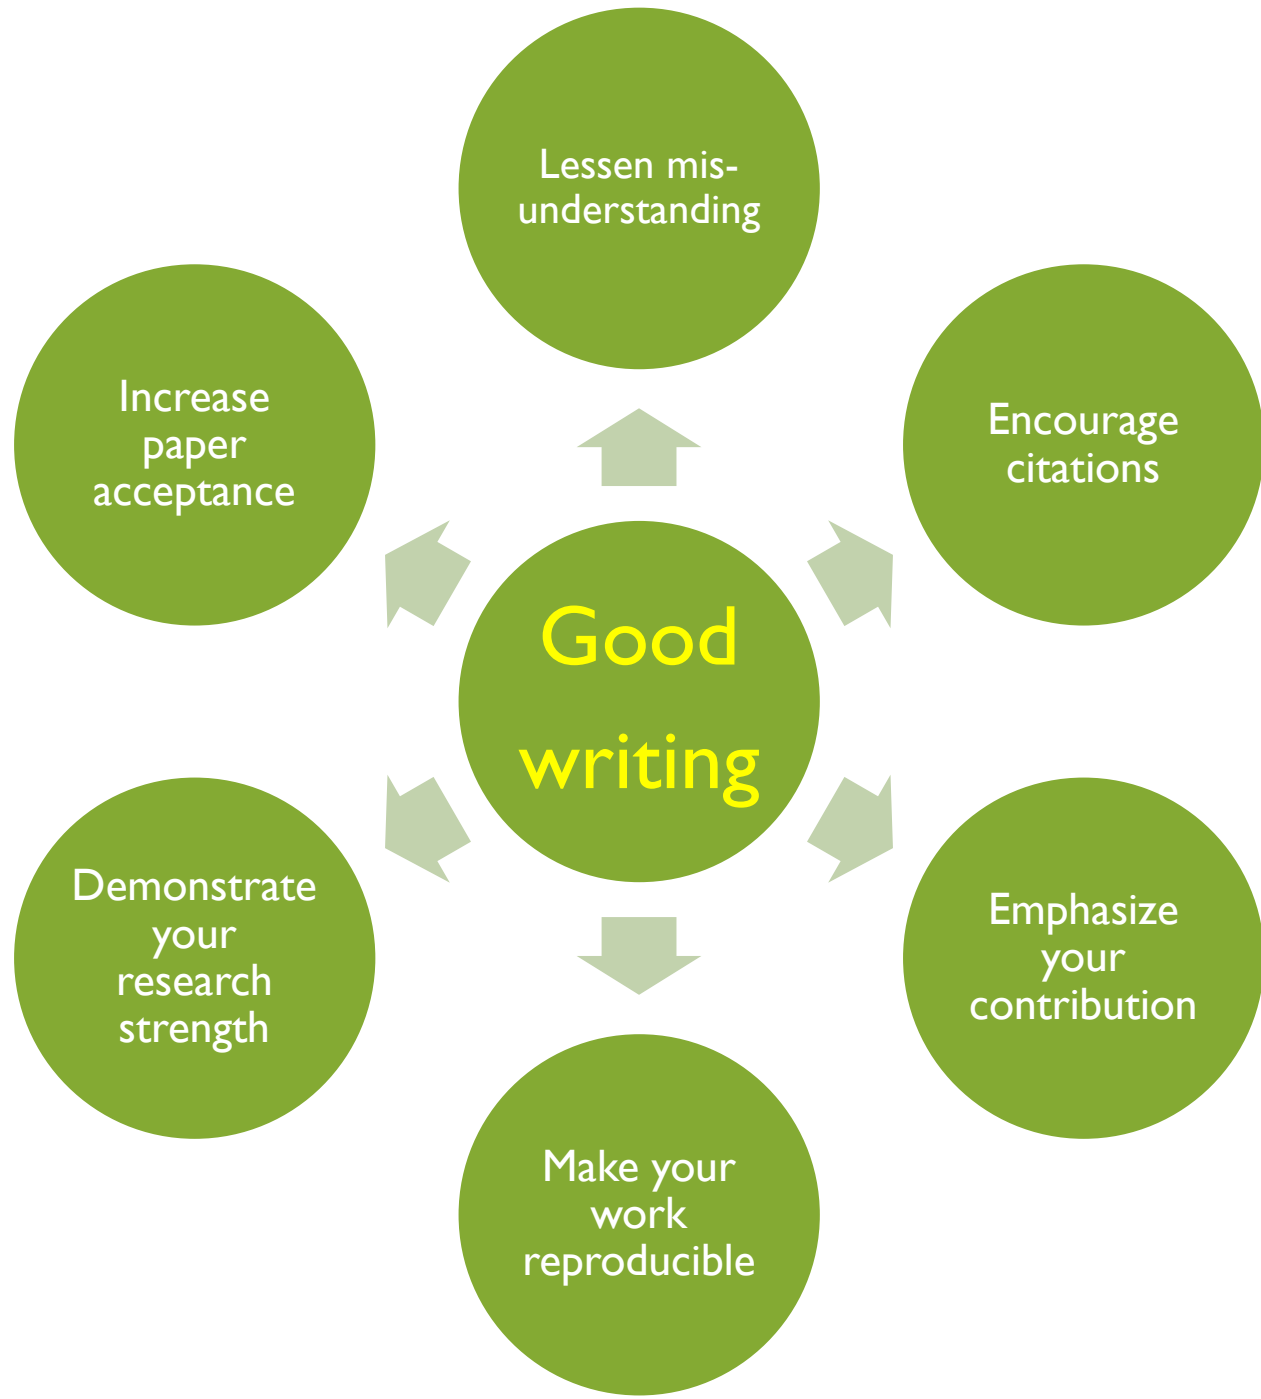 Lessen mis-
understanding
Encourage
citations
Emphasize
your
contribution
Make your
work
reproducible
Demonstrate
your
research
strength
Increase
paper
acceptance
Good
writing